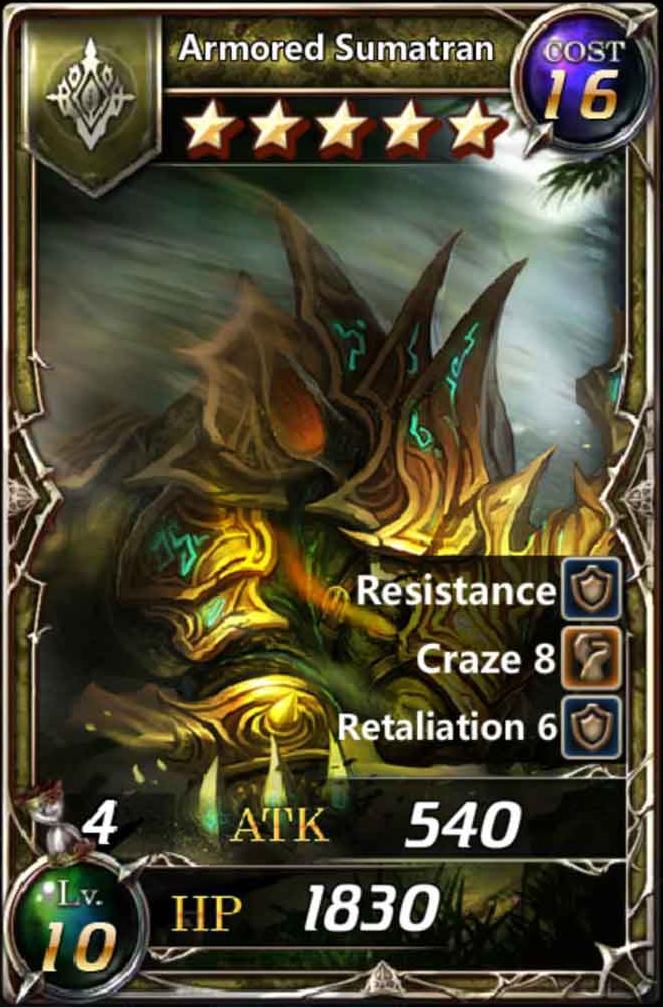 Armored Sumatran
COST
16
Resistance
Craze 8
Retaliation 6
4
ATK 540
Lv.
10
HP 1830